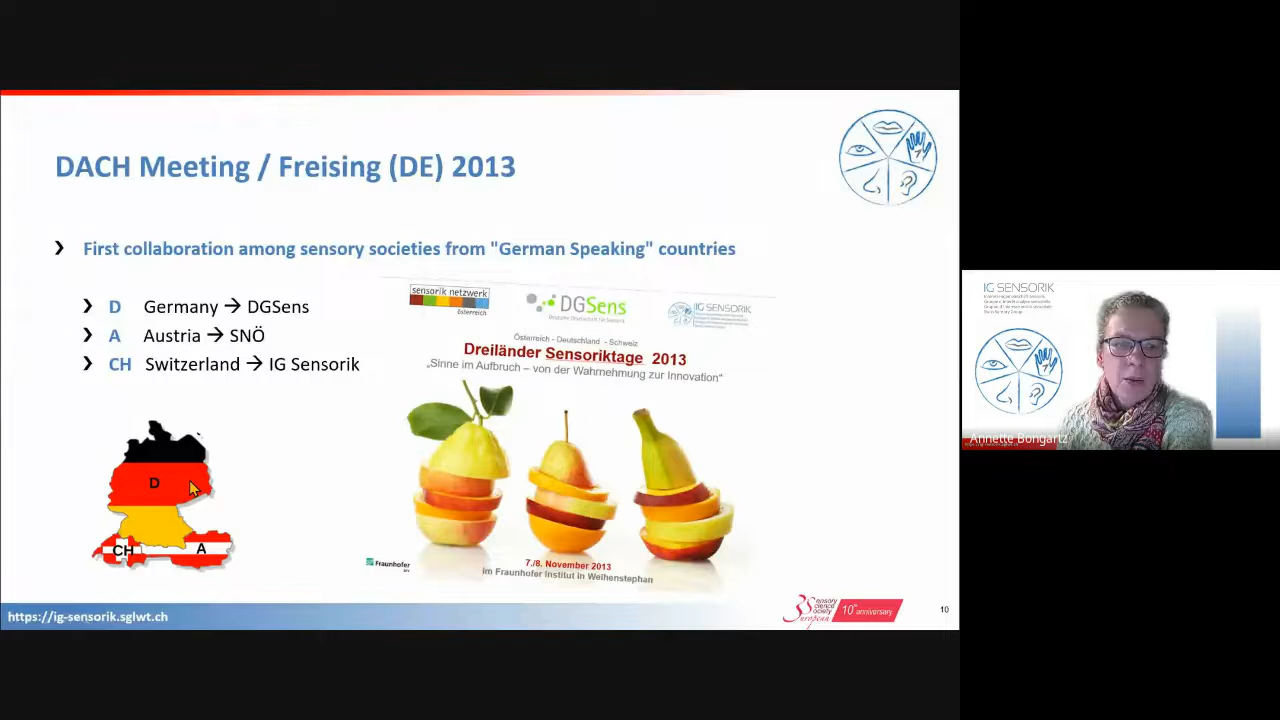 DACH Meeting / Freising (DE) 2013
❯ First collaboration among sensory societies from "German Speaking" countries
❯ D Germany → DGSens
❯ A Austria → SNÖ
❯ CH Switzerland → IG Sensorik
sensorik netzwerk
österreich
DGSens
Deutsche Gesellschaft für Sensorik
IG SENSORIK
Österreich - Deutschland - Schweiz
Dreiländer Sensoriktage 2013
„Sinne im Aufbruch – von der Wahrnehmung zur Innovation“
D
CH
A
Fraunhofer
7./8. November 2013
im Fraunhofer Institut in Weihenstephan
https://ig-sensorik.sglwt.ch
European
Sensory
Science
Society
10th anniversary
10
IG SENSORIK
Annette Bongartz